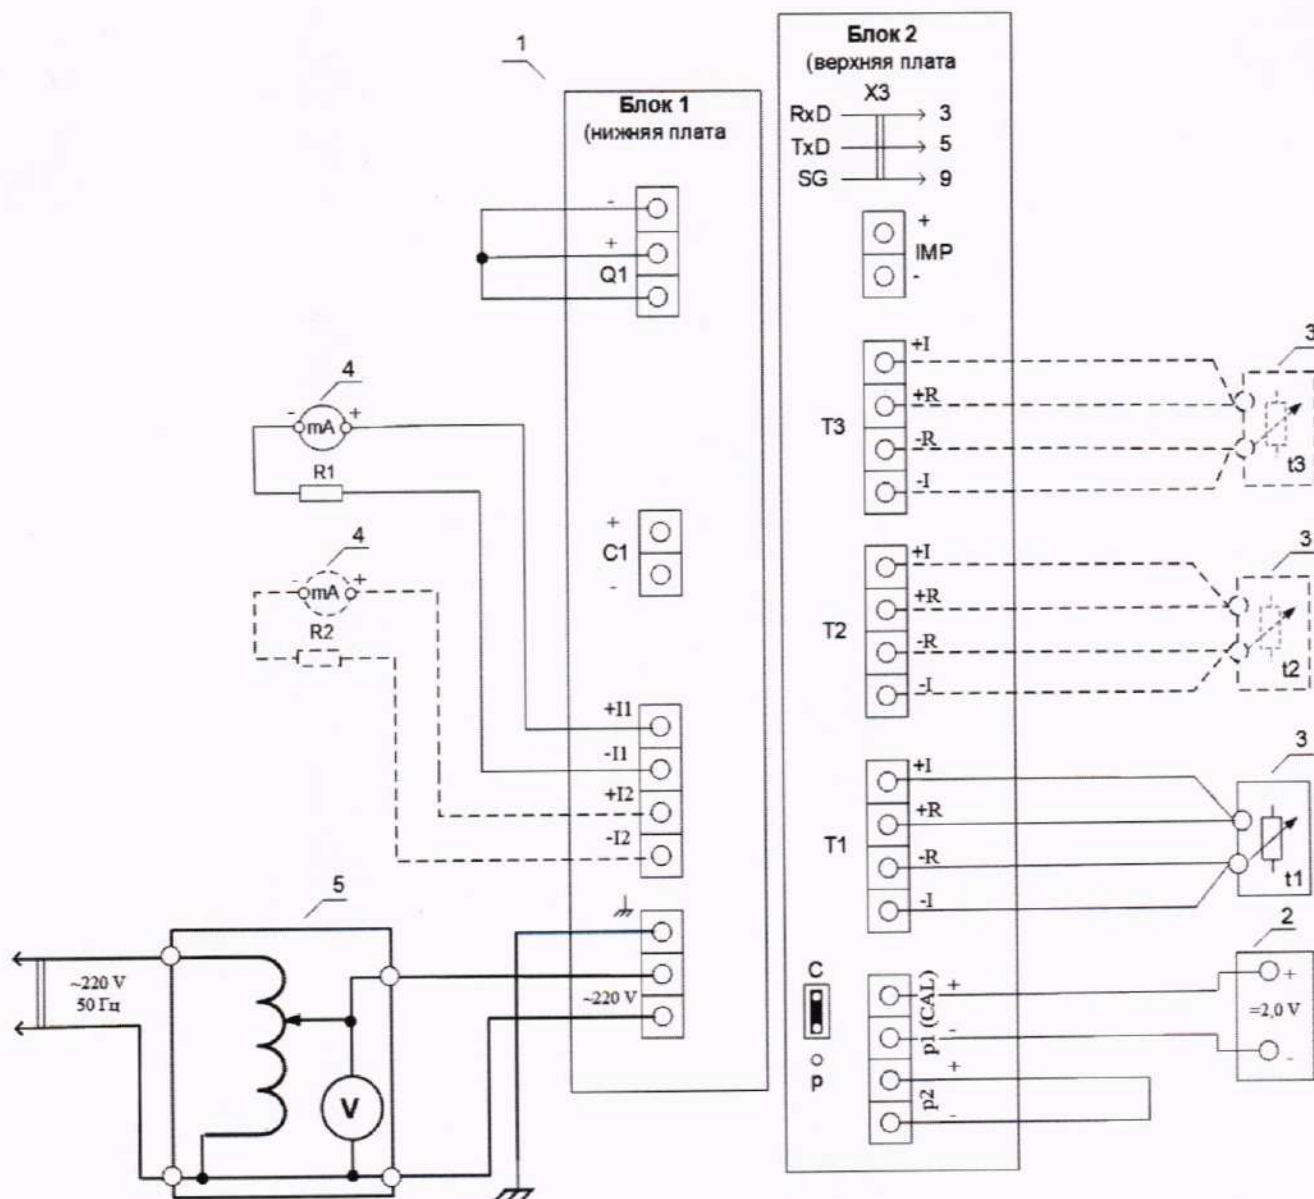 1
Блок 1
(нижняя плата
-
+
Q1
4
- mA +
R1
4
- mA +
R2
+
C1
-
+I1
-I1
+I2
-I2
5
~220 V
50 Гц
V
~220 V
Блок 2
(верхняя плата
X3
RxD 3
TxD 5
SG 9
+
IMP
-
T3
+I
+R
-R
-I
3
t3
T2
+I
+R
-R
-I
3
t2
T1
+I
+R
-R
-I
3
t1
C
p
p1 (CAL)
+
-
p2
+
-
2
+
=2,0 V
-